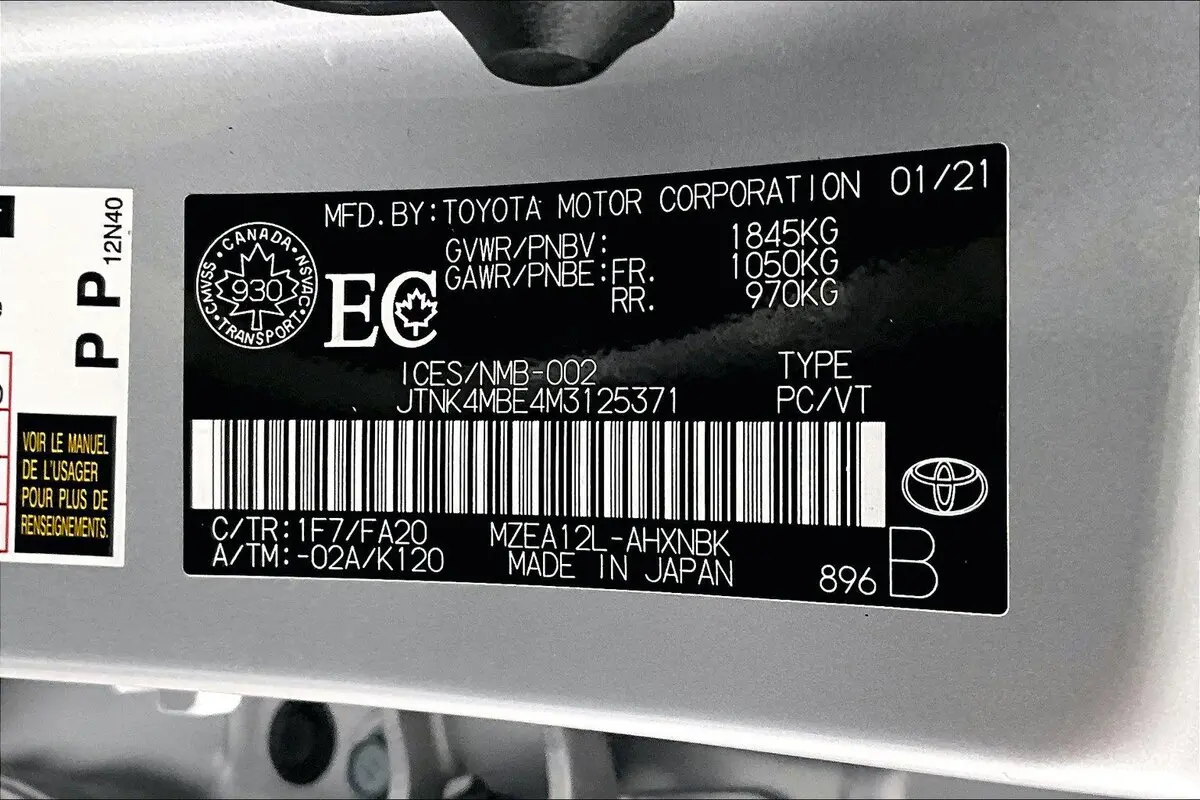 MFD. BY: TOYOTA MOTOR CORPORATION 01/21
GVWR/PNBV: 1845KG
GAWR/PNBE: FR. 1050KG
RR. 970KG
CANADA
CMVSS 930 NSVAC
TRANSPORT
EC
ICES/NMB-002
JTNK4MBE4M3125371
TYPE
PC/VT
C/TR: 1F7/FA20 MZEA12L-AHXNBK
A/TM: -02A/K120 MADE IN JAPAN
896 B
P P
12N40
VOIR LE MANUEL
DE L'USAGER
POUR PLUS DE
RENSEIGNEMENTS.